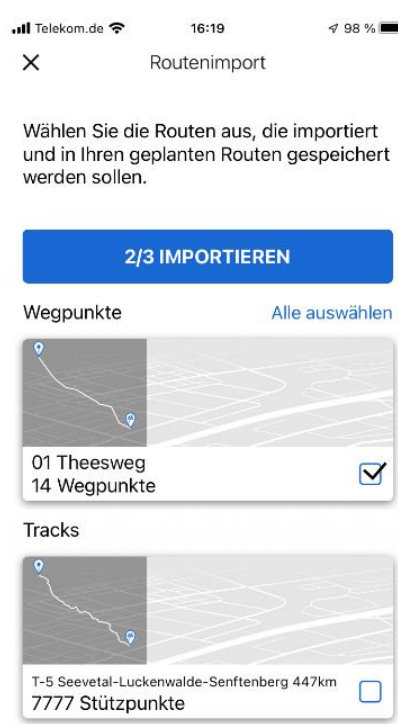 Telekom.de 16:19 98 %
Routenimport
Wählen Sie die Routen aus, die importiert
und in Ihren geplanten Routen gespeichert
werden sollen.
2/3 IMPORTIEREN
Wegpunkte Alle auswählen
01 Theesweg
14 Wegpunkte
Tracks
T-5 Seevetal-Luckenwalde-Senftenberg 447km
7777 Stützpunkte